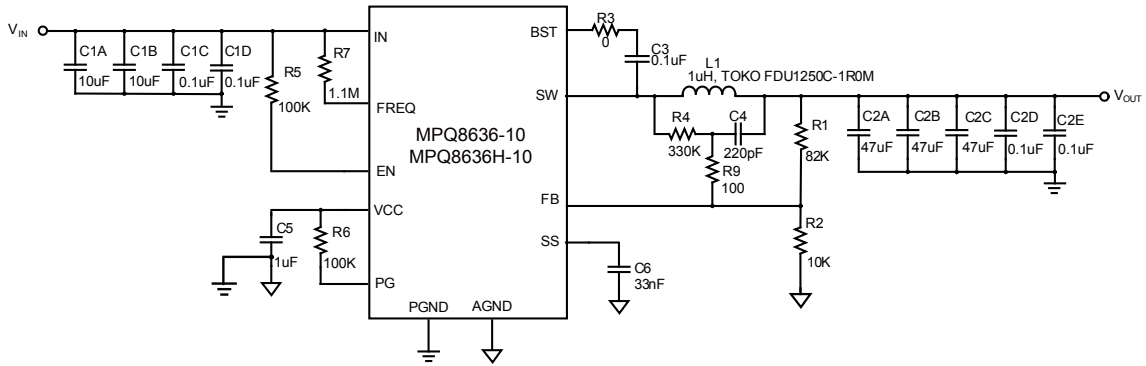 VIN
C1A
10uF
C1B
10uF
C1C
0.1uF
C1D
0.1uF
R5
100K
R7
1.1M
IN
FREQ
EN
VCC
PG
C5
1uF
R6
100K
MPQ8636-10
MPQ8636H-10
PGND
AGND
BST
SW
FB
SS
R3
0
C3
0.1uF
L1
1uH, TOKO FDU1250C-1R0M
R4
330K
C4
220pF
R9
100
R1
82K
R2
10K
C6
33nF
C2A
47uF
C2B
47uF
C2C
47uF
C2D
0.1uF
C2E
0.1uF
VOUT